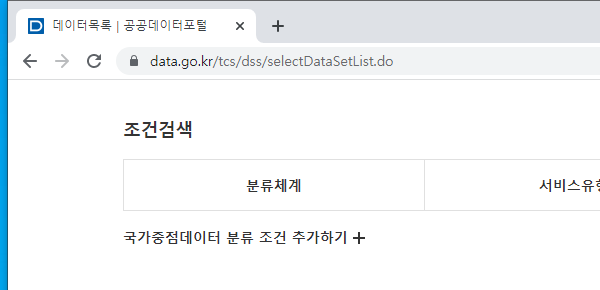 데이터목록 | 공공데이터포털
data.go.kr/tcs/dss/selectDataSetList.do
조건검색
분류체계 서비스유형
국가중점데이터 분류 조건 추가하기